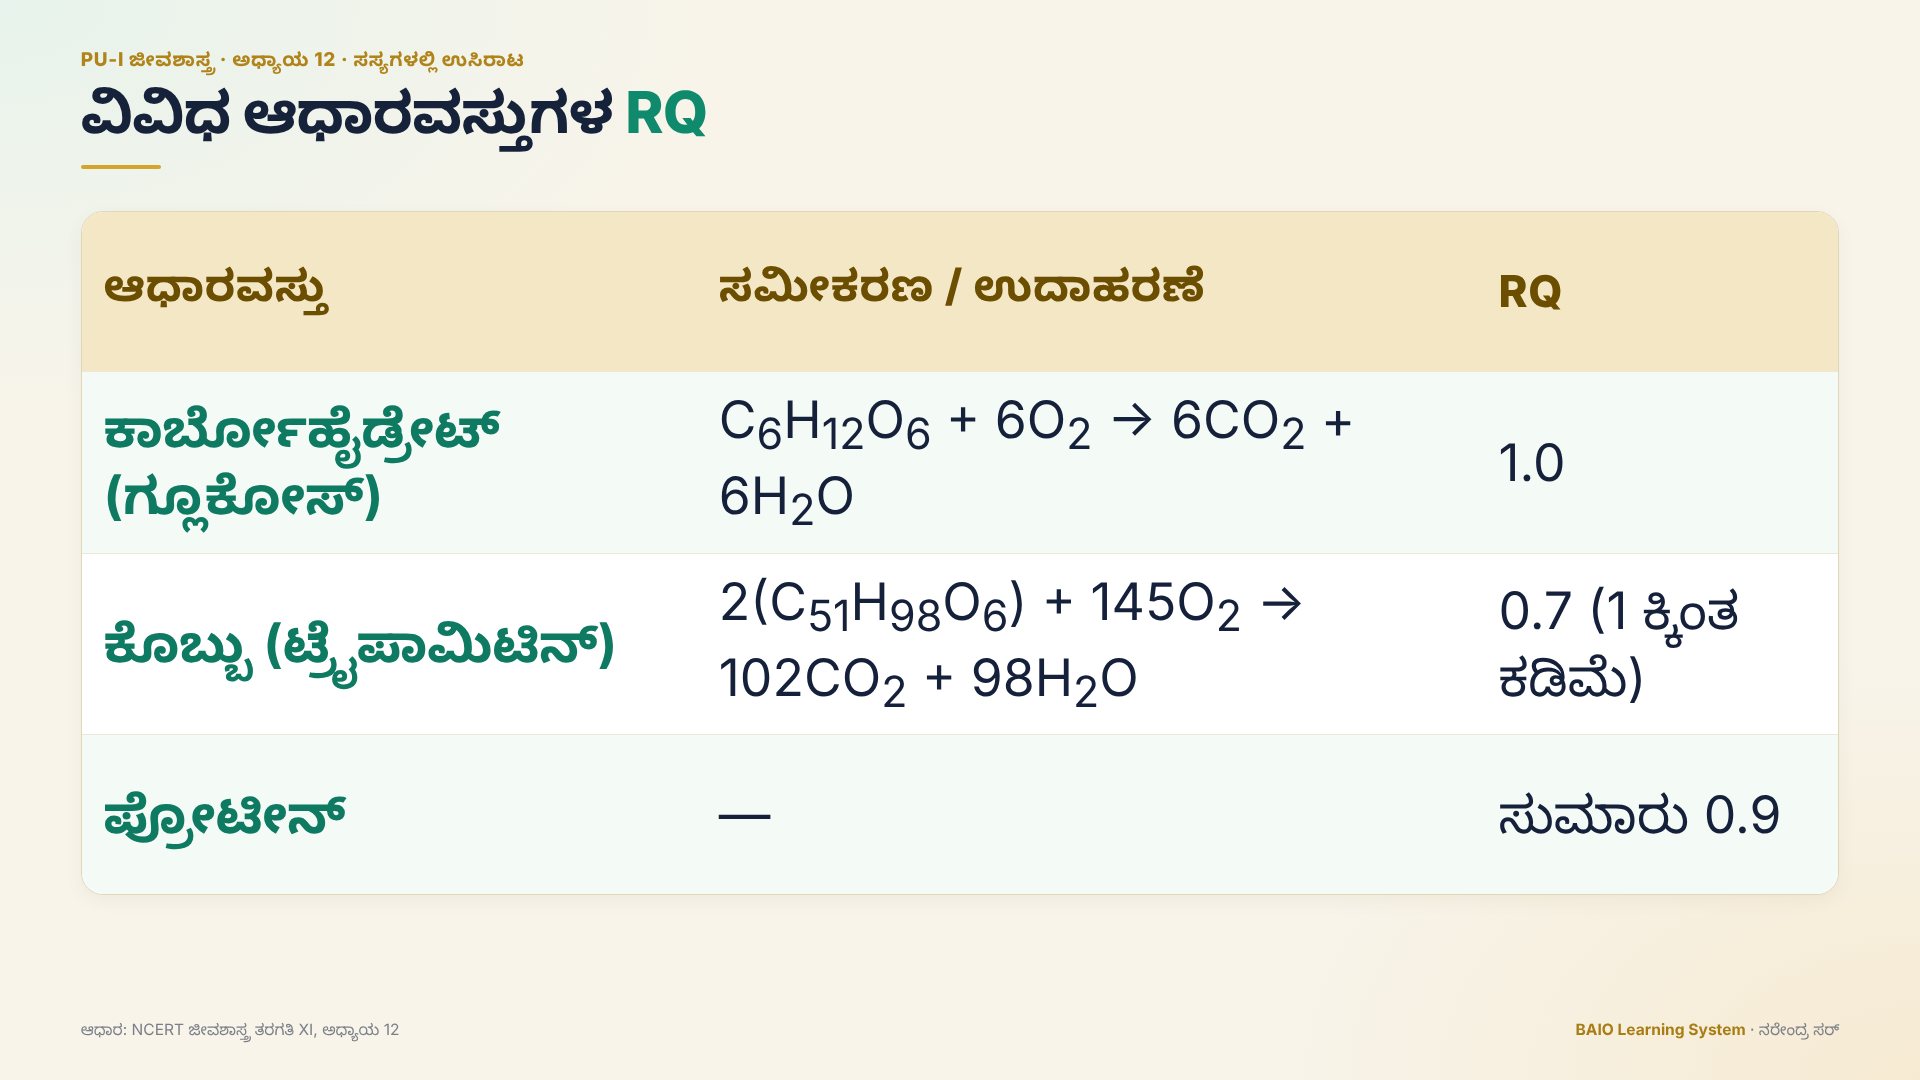 PU-I ಜೀವಶಾಸ್ತ್ರ · ಅಧ್ಯಾಯ 12 · ಸಸ್ಯಗಳಲ್ಲಿ ಉಸಿರಾಟ
ವಿವಿಧ ಆಧಾರವಸ್ತುಗಳ RQ
ಆಧಾರವಸ್ತು
ಸಮೀಕರಣ / ಉದಾಹರಣೆ
RQ
ಕಾರ್ಬೋಹೈಡ್ರೇಟ್
(ಗ್ಲೂಕೋಸ್)
C₆H₁₂O₆ + 6O₂ → 6CO₂ +
6H₂O
1.0
ಕೊಬ್ಬು (ಟ್ರೈಪಾಮಿಟಿನ್)
2(C₅₁H₉₈O₆) + 145O₂ →
102CO₂ + 98H₂O
0.7 (1 ಕ್ಕಿಂತ
ಕಡಿಮೆ)
ಪ್ರೋಟೀನ್
—
ಸುಮಾರು 0.9
ಆಧಾರ: NCERT ಜೀವಶಾಸ್ತ್ರ ತರಗತಿ XI, ಅಧ್ಯಾಯ 12
BAIO Learning System · ನರೇಂದ್ರ ಸರ್